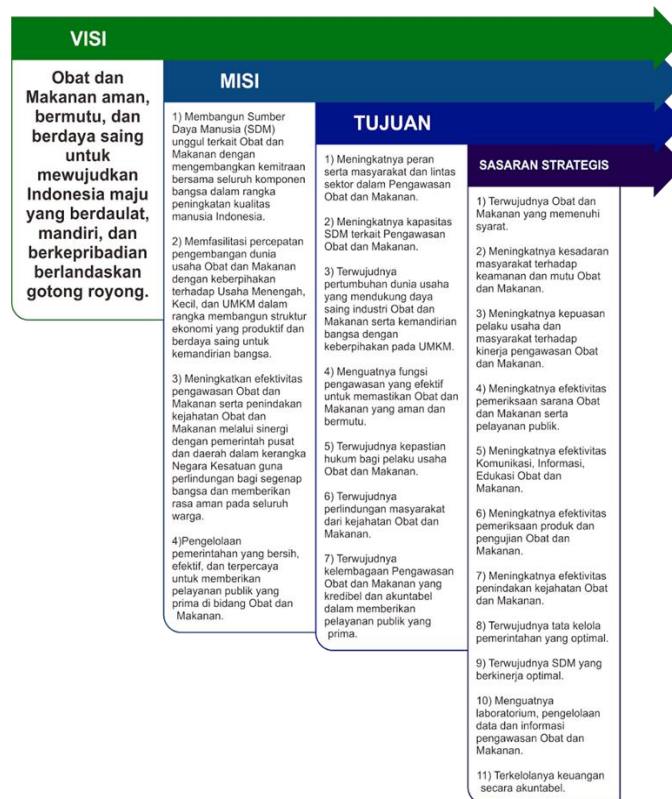 VISI
Obat dan
Makanan aman,
bermutu, dan
berdaya saing
untuk
mewujudkan
Indonesia maju
yang berdaulat,
mandiri, dan
berkepribadian
berlandaskan
gotong royong.
MISI
1) Membangun Sumber
Daya Manusia (SDM)
unggul terkait Obat dan
Makanan dengan
mengembangkan kemitraan
bersama seluruh komponen
bangsa dalam rangka
peningkatan kualitas
manusia Indonesia.
2) Memfasilitasi percepatan
pengembangan dunia
usaha Obat dan Makanan
dengan keberpihakan
terhadap Usaha Menengah,
Kecil, dan UMKM dalam
rangka membangun struktur
ekonomi yang produktif dan
berdaya saing untuk
kemandirian bangsa.
3) Meningkatkan efektivitas
pengawasan Obat dan
Makanan serta penindakan
kejahatan Obat dan
Makanan melalui sinergi
dengan pemerintah pusat
dan daerah dalam kerangka
Negara Kesatuan guna
perlindungan bagi segenap
bangsa dan memberikan
rasa aman pada seluruh
warga.
4)Pengelolaan
pemerintahan yang bersih,
efektif, dan terpercaya
untuk memberikan
pelayanan publik yang
prima di bidang Obat dan
Makanan.
TUJUAN
1) Meningkatnya peran
serta masyarakat dan lintas
sektor dalam Pengawasan
Obat dan Makanan.
2) Meningkatnya kapasitas
SDM terkait Pengawasan
Obat dan Makanan.
3) Terwujudnya
pertumbuhan dunia usaha
yang mendukung daya
saing industri Obat dan
Makanan serta kemandirian
bangsa dengan
keberpihakan pada UMKM.
4) Menguatnya fungsi
pengawasan yang efektif
untuk memastikan Obat dan
Makanan yang aman dan
bermutu.
5) Terwujudnya kepastian
hukum bagi pelaku usaha
Obat dan Makanan.
6) Terwujudnya
perlindungan masyarakat
dari kejahatan Obat dan
Makanan.
7) Terwujudnya
kelembagaan Pengawasan
Obat dan Makanan yang
kredibel dan akuntabel
dalam memberikan
pelayanan publik yang
prima.
SASARAN STRATEGIS
1) Terwujudnya Obat dan
Makanan yang memenuhi
syarat.
2) Meningkatnya kesadaran
masyarakat terhadap
keamanan dan mutu Obat
dan Makanan.
3) Meningkatnya kepuasan
pelaku usaha dan
masyarakat terhadap
kinerja pengawasan Obat
dan Makanan.
4) Meningkatnya efektivitas
pemeriksaan sarana Obat
dan Makanan serta
pelayanan publik.
5) Meningkatnya efektivitas
Komunikasi, Informasi,
Edukasi Obat dan
Makanan.
6) Meningkatnya efektivitas
pemeriksaan produk dan
pengujian Obat dan
Makanan.
7) Meningkatnya efektivitas
penindakan kejahatan Obat
dan Makanan.
8) Terwujudnya tata kelola
pemerintahan yang optimal.
9) Terwujudnya SDM yang
berkinerja optimal.
10) Menguatnya
laboratorium, pengelolaan
data dan informasi
pengawasan Obat dan
Makanan.
11) Terkelolanya keuangan
secara akuntabel.